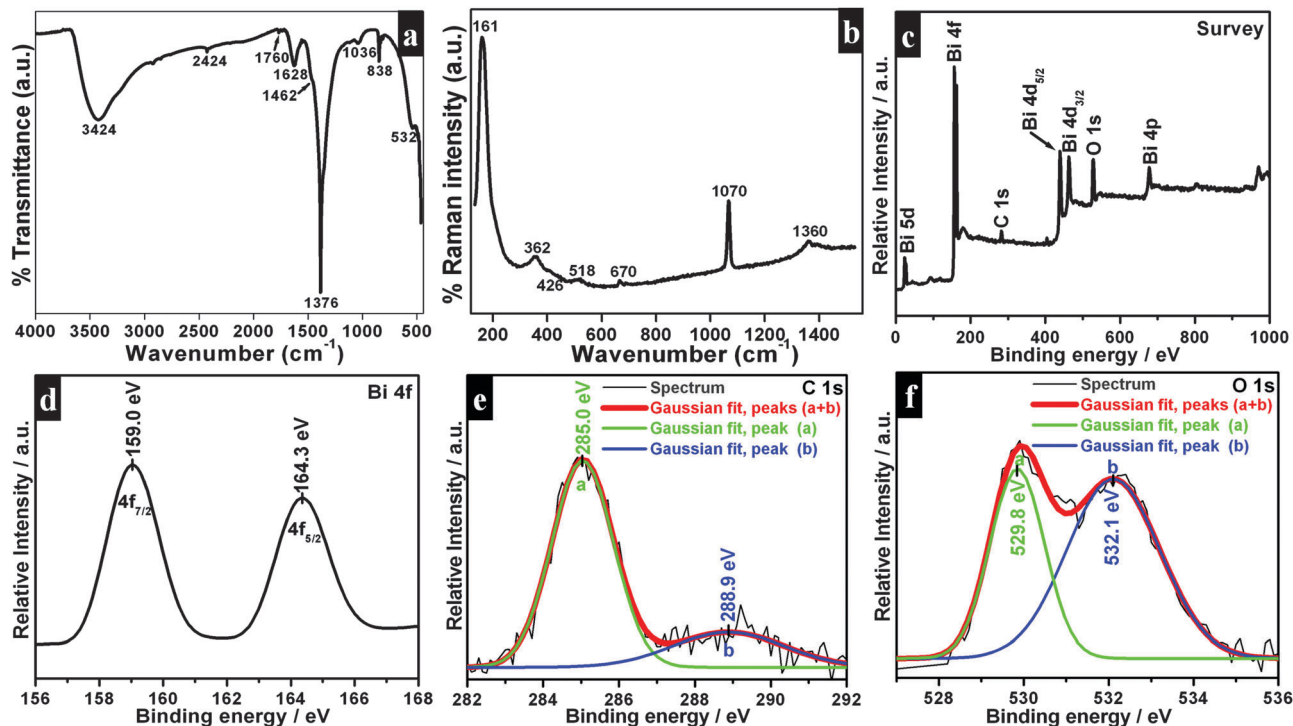 a
% Transmittance (a.u.)
3424
2424
1760
1628
1462
1376
1036
838
532
4000 3000 2000 1000 500
Wavenumber (cm⁻¹)
b
% Raman intensity (a.u.)
161
362
426
518
670
1070
1360
200 400 600 800 1000 1200 1400
Wavenumber (cm⁻¹)
c
Survey
Relative Intensity / a.u.
Bi 5d
Bi 4f
C 1s
Bi 4d5/2
Bi 4d3/2
O 1s
Bi 4p
0 200 400 600 800 1000
Binding energy / eV
d
Bi 4f
Relative Intensity / a.u.
159.0 eV
4f7/2
164.3 eV
4f5/2
156 158 160 162 164 166 168
Binding energy / eV
e
C 1s
Spectrum
Gaussian fit, peaks (a+b)
Gaussian fit, peak (a)
Gaussian fit, peak (b)
Relative Intensity / a.u.
285.0 eV
a
288.9 eV
b
282 284 286 288 290 292
Binding energy / eV
f
O 1s
Spectrum
Gaussian fit, peaks (a+b)
Gaussian fit, peak (a)
Gaussian fit, peak (b)
Relative Intensity / a.u.
a
529.8 eV
b
532.1 eV
528 530 532 534 536
Binding energy / eV